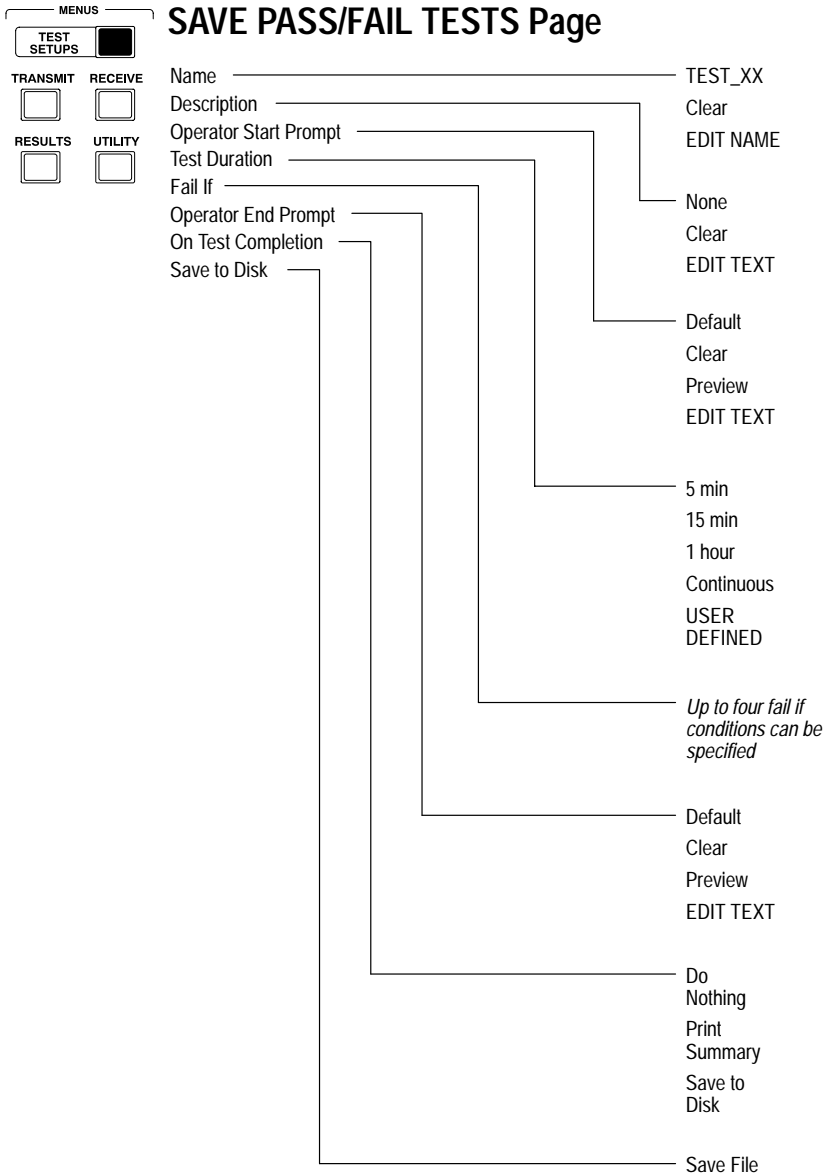 MENUS
TEST
SETUPS
TRANSMIT RECEIVE
RESULTS UTILITY
SAVE PASS/FAIL TESTS Page
Name
Description
Operator Start Prompt
Test Duration
Fail If
Operator End Prompt
On Test Completion
Save to Disk
TEST_XX
Clear
EDIT NAME
None
Clear
EDIT TEXT
Default
Clear
Preview
EDIT TEXT
5 min
15 min
1 hour
Continuous
USER
DEFINED
Up to four fail if
conditions can be
specified
Default
Clear
Preview
EDIT TEXT
Do
Nothing
Print
Summary
Save to
Disk
Save File